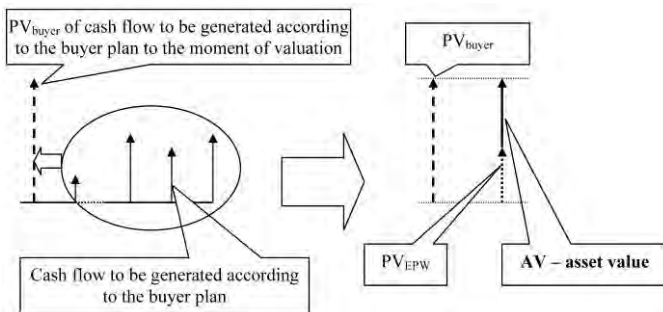 PVbuyer of cash flow to be generated according
to the buyer plan to the moment of valuation
PVbuyer
Cash flow to be generated according
to the buyer plan
PVEPW
AV – asset value